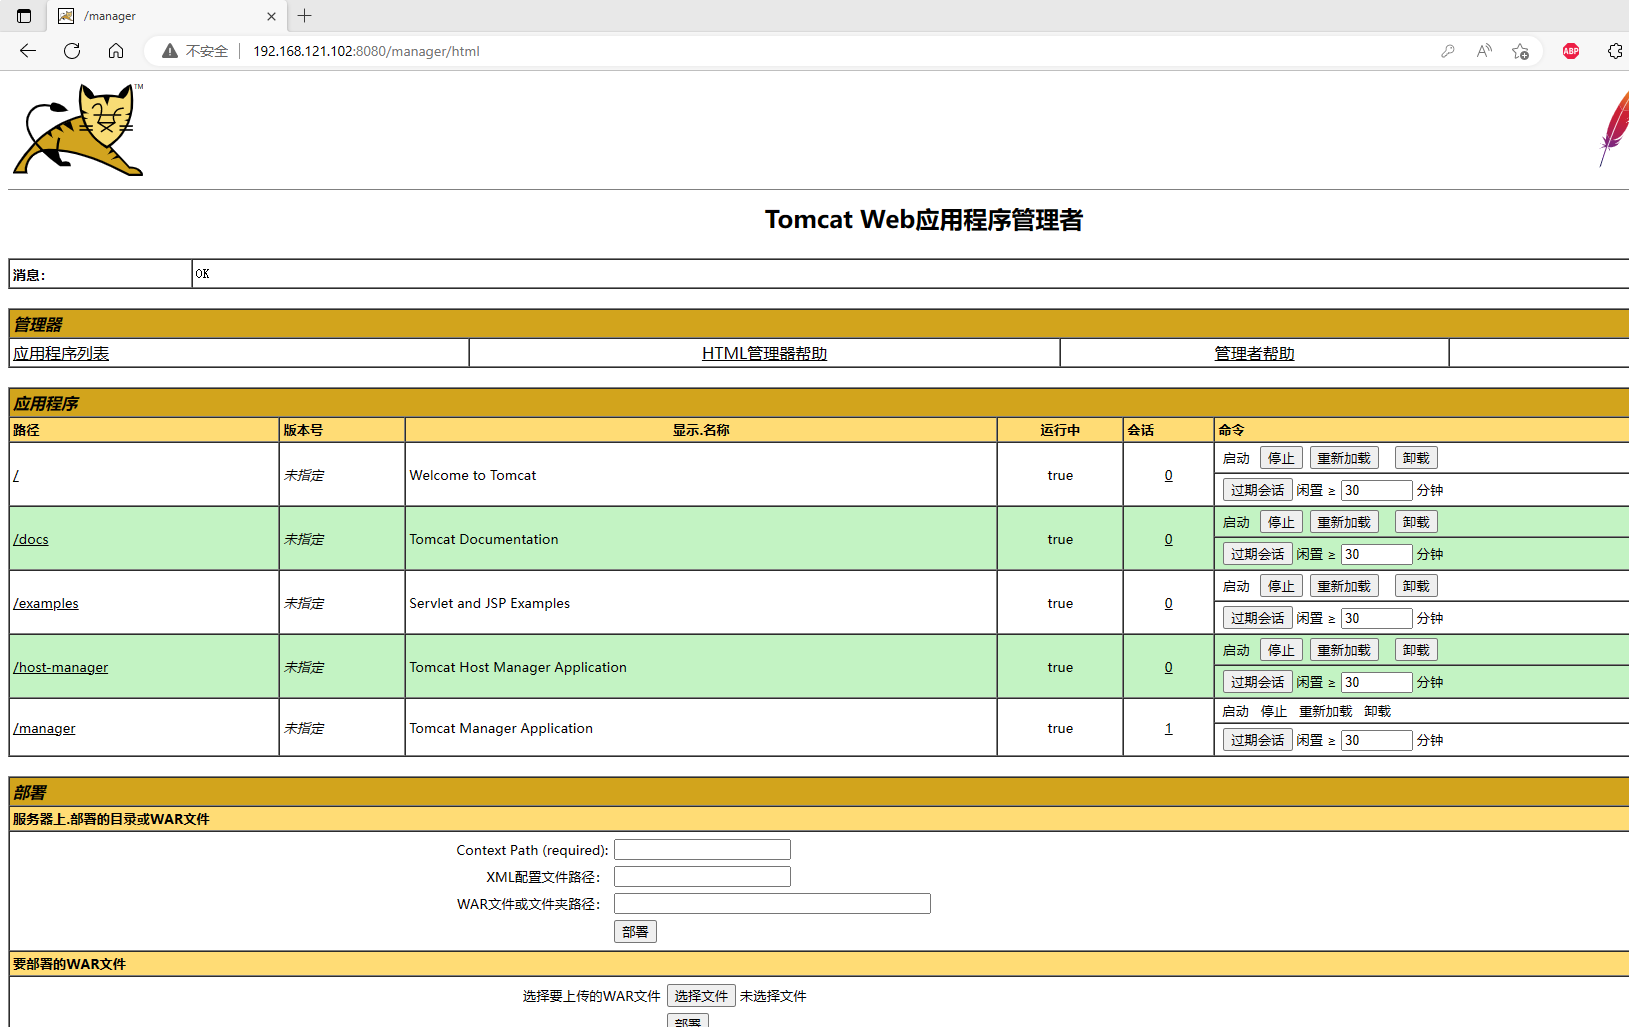 /manager
不安全 192.168.121.102:8080/manager/html
ABP
TM
Tomcat Web应用程序管理者
消息: OK
管理器
应用程序列表 HTML管理器帮助 管理者帮助
应用程序
路径 版本号 显示.名称 运行中 会话 命令
/ 未指定 Welcome to Tomcat true 0 启动 停止 重新加载 卸载
过期会话 闲置 ≥ 30 分钟
/docs 未指定 Tomcat Documentation true 0 启动 停止 重新加载 卸载
过期会话 闲置 ≥ 30 分钟
/examples 未指定 Servlet and JSP Examples true 0 启动 停止 重新加载 卸载
过期会话 闲置 ≥ 30 分钟
/host-manager 未指定 Tomcat Host Manager Application true 0 启动 停止 重新加载 卸载
过期会话 闲置 ≥ 30 分钟
/manager 未指定 Tomcat Manager Application true 1 启动 停止 重新加载 卸载
过期会话 闲置 ≥ 30 分钟
部署
服务器上.部署的目录或WAR文件
Context Path (required):
XML配置文件路径:
WAR文件或文件夹路径:
部署
要部署的WAR文件
选择要上传的WAR文件 选择文件 未选择文件
部署